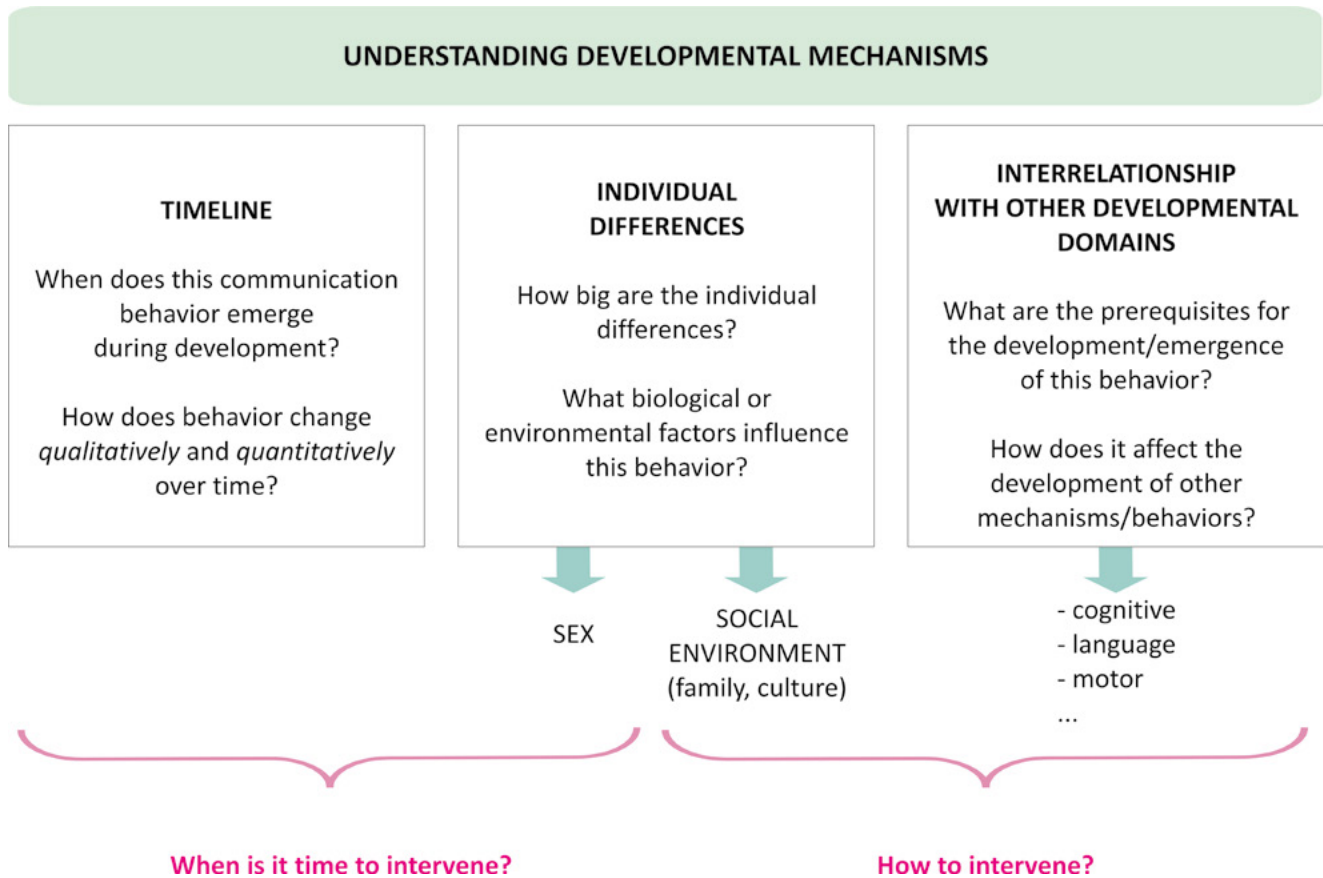 UNDERSTANDING DEVELOPMENTAL MECHANISMS
TIMELINE
When does this communication
behavior emerge
during development?
How does behavior change
qualitatively and quantitatively
over time?
INDIVIDUAL
DIFFERENCES
How big are the individual
differences?
What biological or
environmental factors influence
this behavior?
INTERRELATIONSHIP
WITH OTHER DEVELOPMENTAL
DOMAINS
What are the prerequisites for
the development/emergence
of this behavior?
How does it affect the
development of other
mechanisms/behaviors?
SEX
SOCIAL
ENVIRONMENT
(family, culture)
- cognitive
- language
- motor
...
When is it time to intervene?
How to intervene?